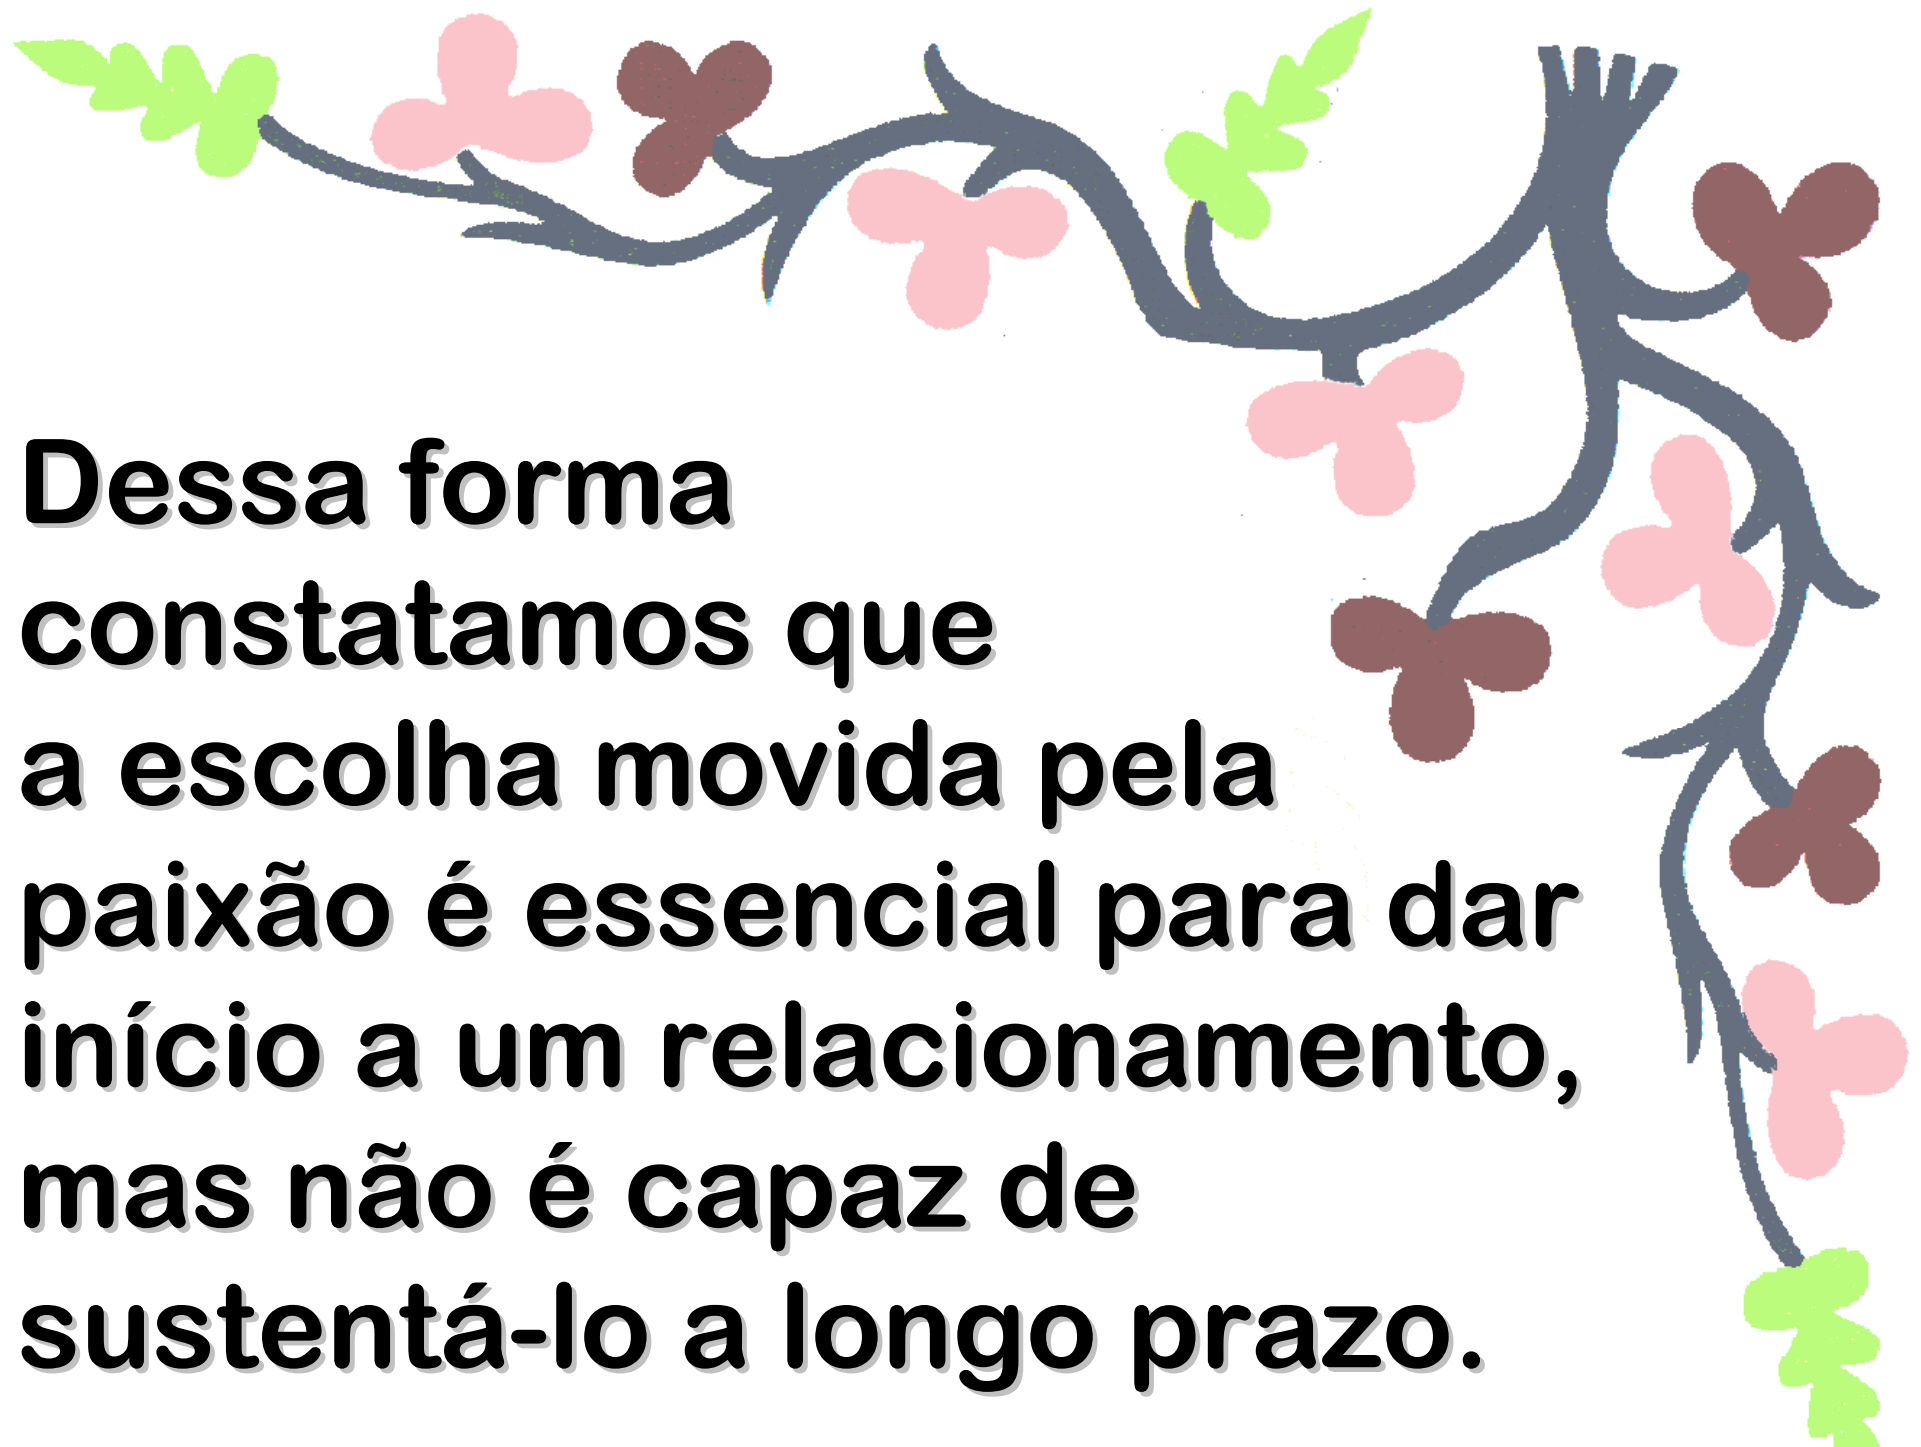 Dessa forma
constatamos que
a escolha movida pela
paixão é essencial para dar
início a um relacionamento,
mas não é capaz de
sustentá-lo a longo prazo.